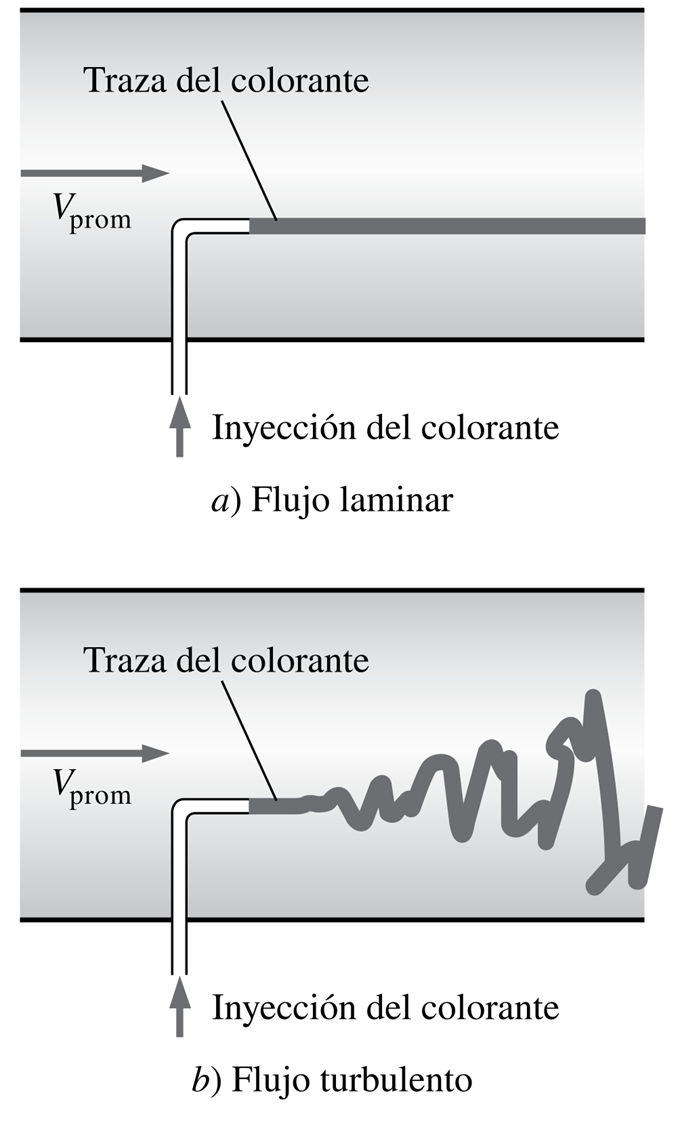 Traza del colorante
Vprom
Inyección del colorante
a) Flujo laminar
Traza del colorante
Vprom
Inyección del colorante
b) Flujo turbulento